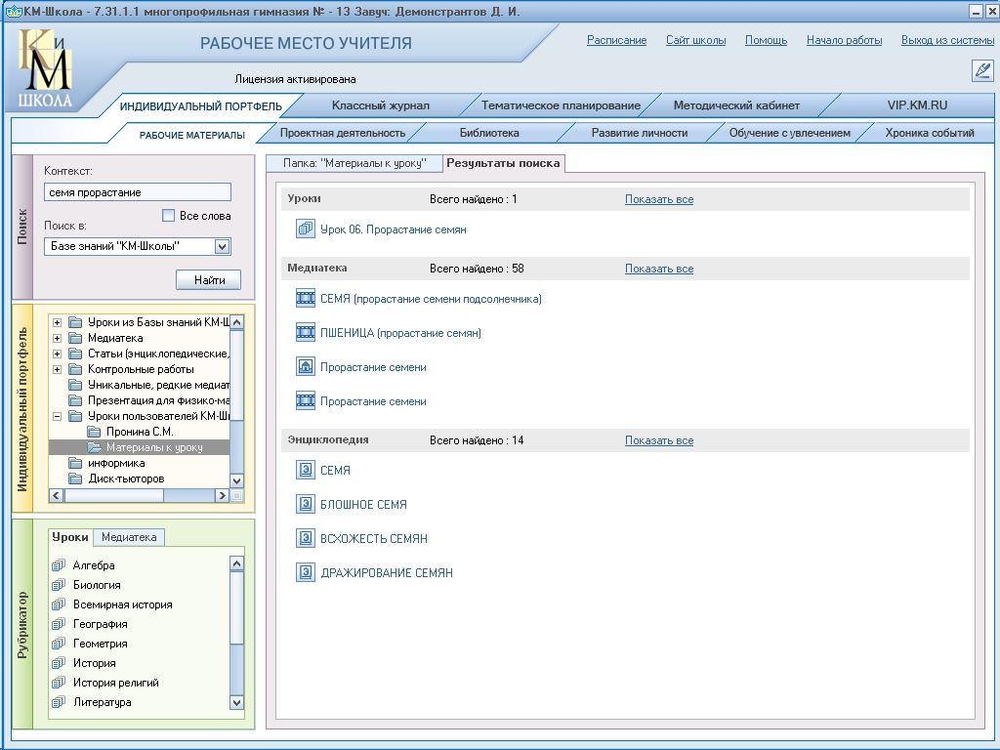 КМ-Школа - 7.31.1.1 многопрофильная гимназия № - 13 Завуч: Демонстрантов Д. И.
КИМ ШКОЛА
РАБОЧЕЕ МЕСТО УЧИТЕЛЯ
Расписание Сайт школы Помощь Начало работы Выход из системы
Лицензия активирована
ИНДИВИДУАЛЬНЫЙ ПОРТФЕЛЬ Классный журнал Тематическое планирование Методический кабинет VIP.KM.RU
РАБОЧИЕ МАТЕРИАЛЫ Проектная деятельность Библиотека Развитие личности Обучение с увлечением Хроника событий
Поиск
Контекст:
семя прорастание
Все слова
Поиск в:
Базе знаний "КМ-Школы"
Найти
Индивидуальный портфель
Уроки из Базы знаний КМ-Ш
Медиатека
Статьи (энциклопедические,
Контрольные работы
Уникальные, редкие медиат
Презентация для физико-ма
Уроки пользователей КМ-Ш
Пронина С.М.
Материалы к уроку
информика
Диск-тьюторов
Рубрикатор
Уроки Медиатека
Алгебра
Биология
Всемирная история
География
Геометрия
История
История религий
Литература
Папка: "Материалы к уроку" Результаты поиска
Уроки Всего найдено : 1 Показать все
Урок 06. Прорастание семян
Медиатека Всего найдено : 58 Показать все
СЕМЯ (прорастание семени подсолнечника)
ПШЕНИЦА (прорастание семян)
Прорастание семени
Прорастание семени
Энциклопедия Всего найдено : 14 Показать все
СЕМЯ
БЛОШНОЕ СЕМЯ
ВСХОЖЕСТЬ СЕМЯН
ДРАЖИРОВАНИЕ СЕМЯН